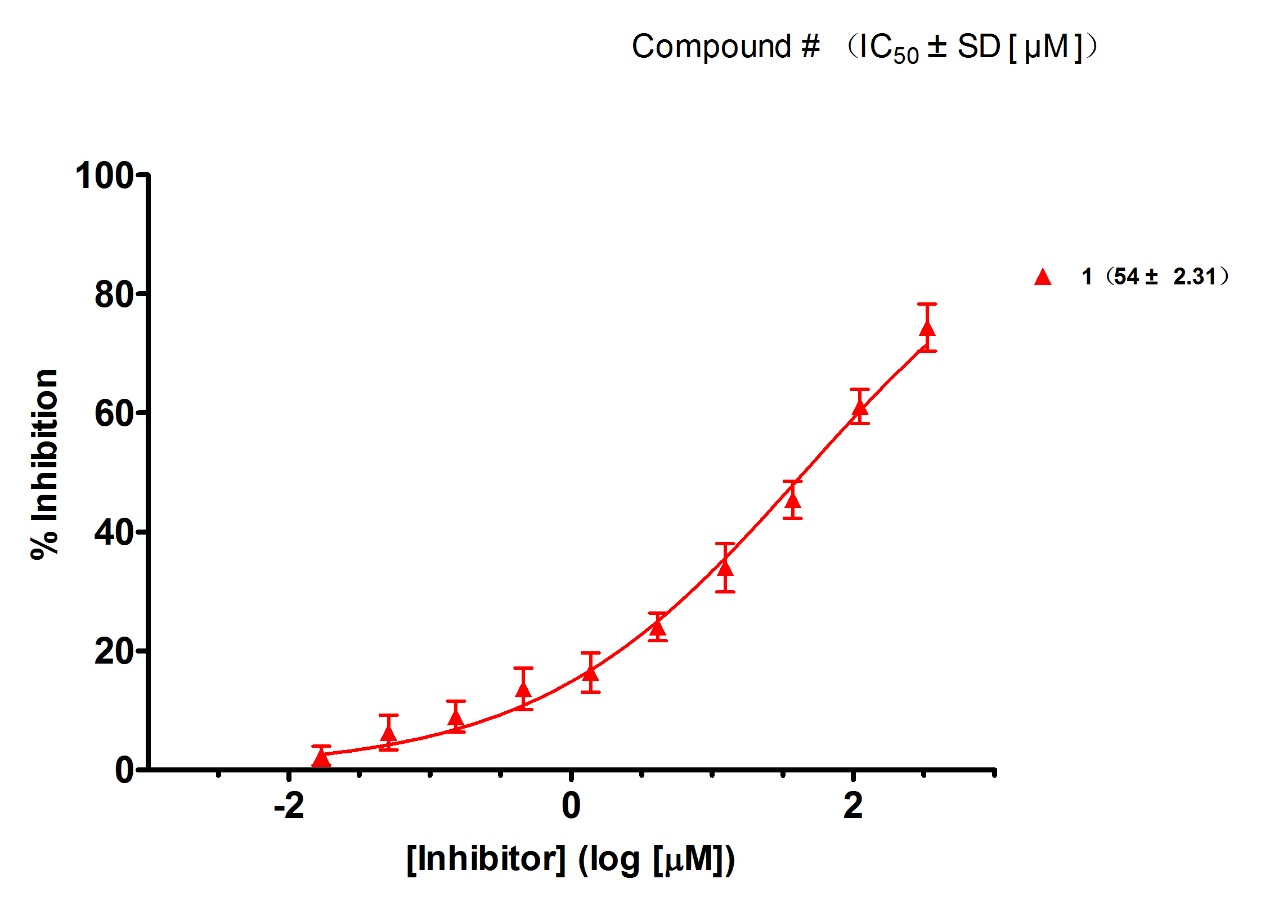 Compound # （IC50 ± SD [ µM ]）
100
80
60
40
20
0
% Inhibition
1（54 ± 2.31）
-2 0 2
[Inhibitor] (log [µM])